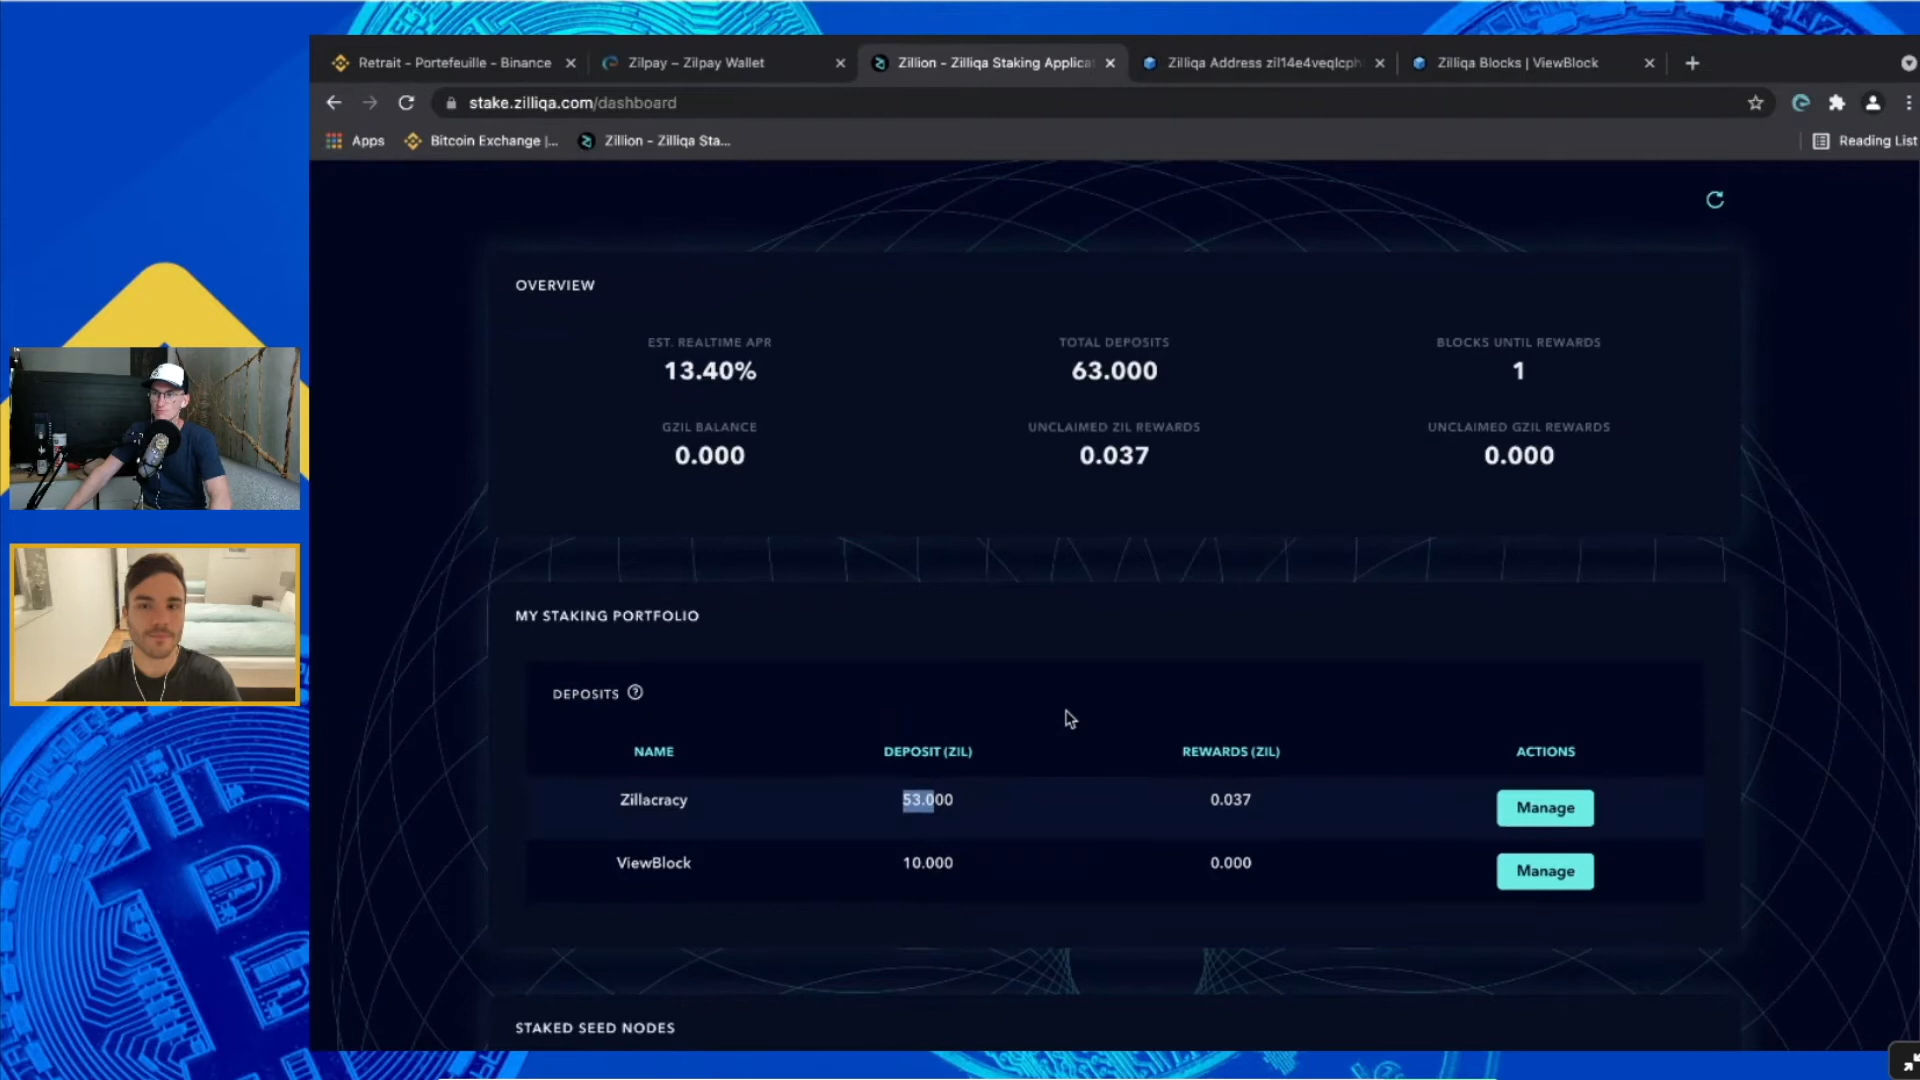 Retrait - Portefeuille - Binance
Zilpay – Zilpay Wallet
Zillion - Zilliqa Staking Applica
Zilliqa Address zil14e4veqlcph
Zilliqa Blocks | ViewBlock
stake.zilliqa.com/dashboard
Apps
Bitcoin Exchange |...
Zillion - Zilliqa Sta...
Reading List
OVERVIEW
EST. REALTIME APR
TOTAL DEPOSITS
BLOCKS UNTIL REWARDS
13.40%
63.000
1
GZIL BALANCE
UNCLAIMED ZIL REWARDS
UNCLAIMED GZIL REWARDS
0.000
0.037
0.000
MY STAKING PORTFOLIO
DEPOSITS ?
NAME
DEPOSIT (ZIL)
REWARDS (ZIL)
ACTIONS
Zillacracy
53.000
0.037
Manage
ViewBlock
10.000
0.000
Manage
STAKED SEED NODES